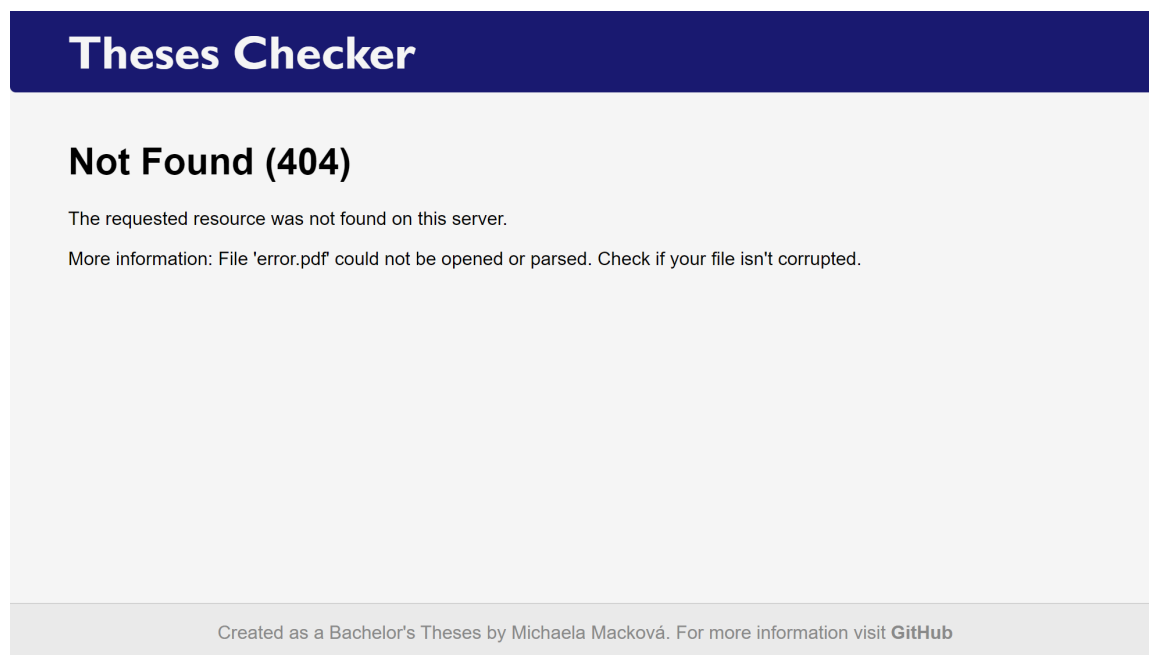 Theses Checker
Not Found (404)
The requested resource was not found on this server.
More information: File 'error.pdf' could not be opened or parsed. Check if your file isn't corrupted.
Created as a Bachelor's Theses by Michaela Macková. For more information visit GitHub